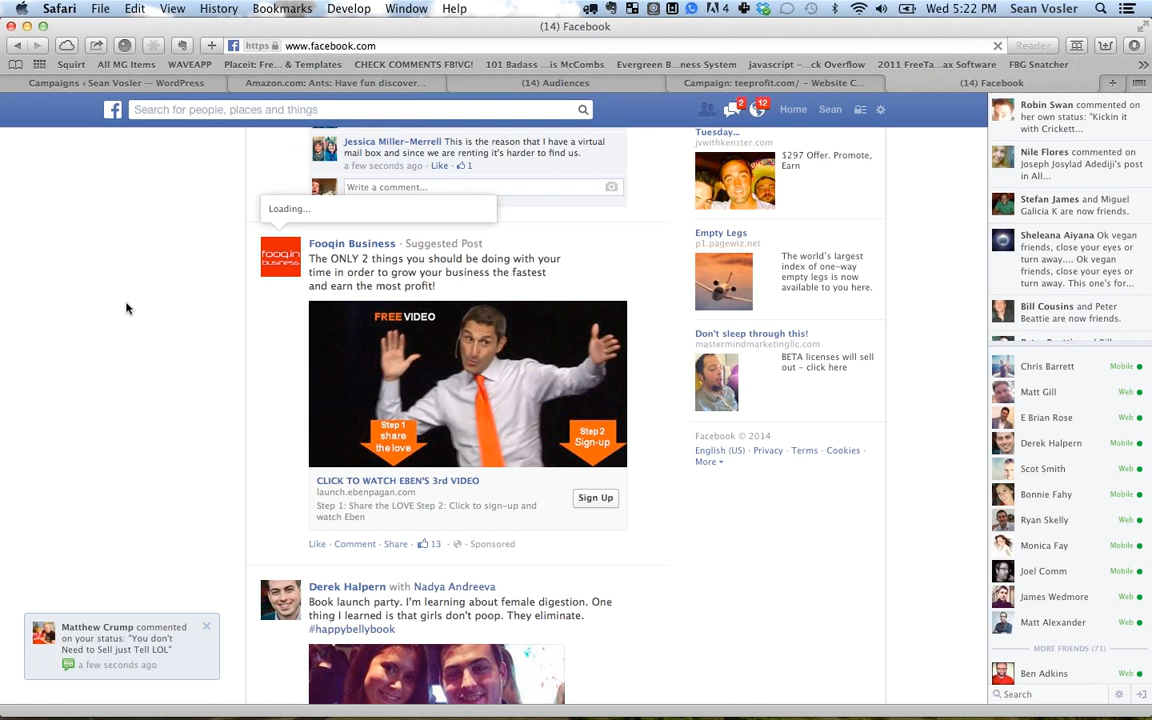 Safari File Edit View History Bookmarks Develop Window Help 4 Wed 5:22 PM Sean Vosler
(14) Facebook
https www.facebook.com Reader
Squirt All MG Items WAVEAPP Placeit: Fre... & Templates CHECK COMMENTS FB!VG! 101 Badass ...is McCombs Evergreen B...ness System javascript -...ck Overflow 2011 FreeTa...ax Software FBG Snatcher
Campaigns ‹ Sean Vosler — WordPress Amazon.com: Ants: Have fun discover... (14) Audiences Campaign: teeprofit.com/ – Website C... (14) Facebook
Search for people, places and things 2 12 Home Sean
Jessica Miller-Merrell This is the reason that I have a virtual
mail box and since we are renting it's harder to find us.
a few seconds ago · Like · 1
Write a comment...
Loading...
Fooqin Business · Suggested Post
fooq.in
business
The ONLY 2 things you should be doing with your
time in order to grow your business the fastest
and earn the most profit!
FREE VIDEO
Step 1
share
the love
Step 2
Sign-up
CLICK TO WATCH EBEN'S 3rd VIDEO
launch.ebenpagan.com
Step 1: Share the LOVE Step 2: Click to sign-up and
watch Eben
Sign Up
Like · Comment · Share · 13 · Sponsored
Derek Halpern with Nadya Andreeva
Book launch party. I'm learning about female digestion. One
thing I learned is that girls don't poop. They eliminate.
#happybellybook
Matthew Crump commented
on your status: "You don't
Need to Sell just Tell LOL"
a few seconds ago
Tuesday...
jvwithkenster.com
$297 Offer. Promote,
Earn
Empty Legs
p1.pagewiz.net
The world's largest
index of one-way
empty legs is now
available to you here.
Don't sleep through this!
mastermindmarketingllc.com
BETA licenses will sell
out - click here
Facebook © 2014
English (US) · Privacy · Terms · Cookies ·
More
Robin Swan commented on
her own status: "Kickin it
with Crickett...
Nile Flores commented on
Joseph Josylad Adediji's post
in All...
Stefan James and Miguel
Galicia K are now friends.
Sheleana Aiyana Ok vegan
friends, close your eyes or
turn away.... Ok vegan
friends, close your eyes or
turn away. This one's for...
Bill Cousins and Peter
Beattie are now friends.
Chris Barrett Mobile
Matt Gill Web
E Brian Rose Web
Derek Halpern Mobile
Scot Smith Web
Bonnie Fahy Mobile
Ryan Skelly Web
Monica Fay Mobile
Joel Comm Mobile
James Wedmore Web
Matt Alexander Web
MORE FRIENDS (71)
Ben Adkins Web
Search